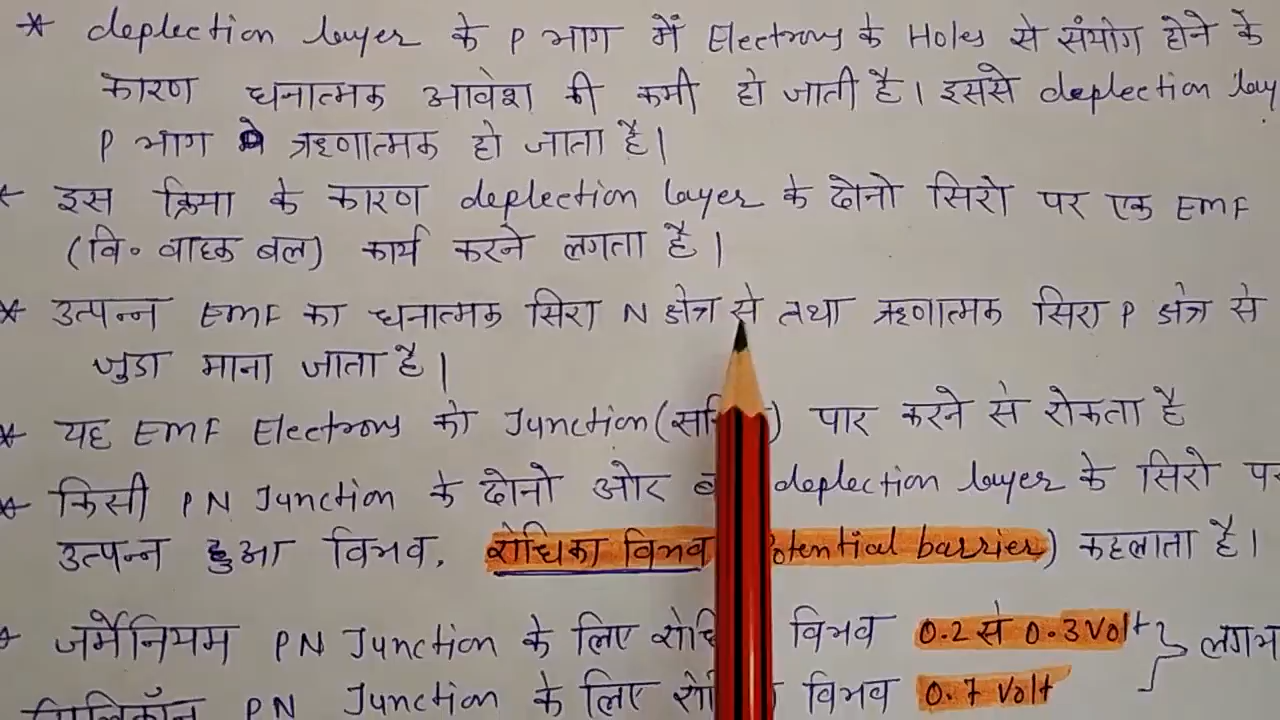 * deplection layer के P भाग में Electrons के Holes से संयोग होने के
कारण धनात्मक आवेश की कमी हो जाती है। इससे deplection lay
P भाग पे ऋणात्मक हो जाता है।
इस क्रिया के कारण deplection layer के दोनो सिरो पर एक EMF
(वि॰ वाहक बल) कार्य करने लगता है।
* उत्पन्न EMF का धनात्मक सिरा N क्षेत्र से तथा ऋणात्मक सिरा P क्षेत्र से
जुडा माना जाता है।
* यह EMF Electrons को Junction ( ) पार करने से रोकता है
* किसी PN Junction के दोनो ओर deplection layer के सिरो पर
उत्पन्न हुआ विभव, रोधिका विभव otential barrier) कहलाता है।
* जर्मेनियम PN Junction के लिए रोधि विभव 0.2 से 0.3 Volt } लगभ
सिलिकॉन PN Junction के लिए रो विभव 0.7 Volt